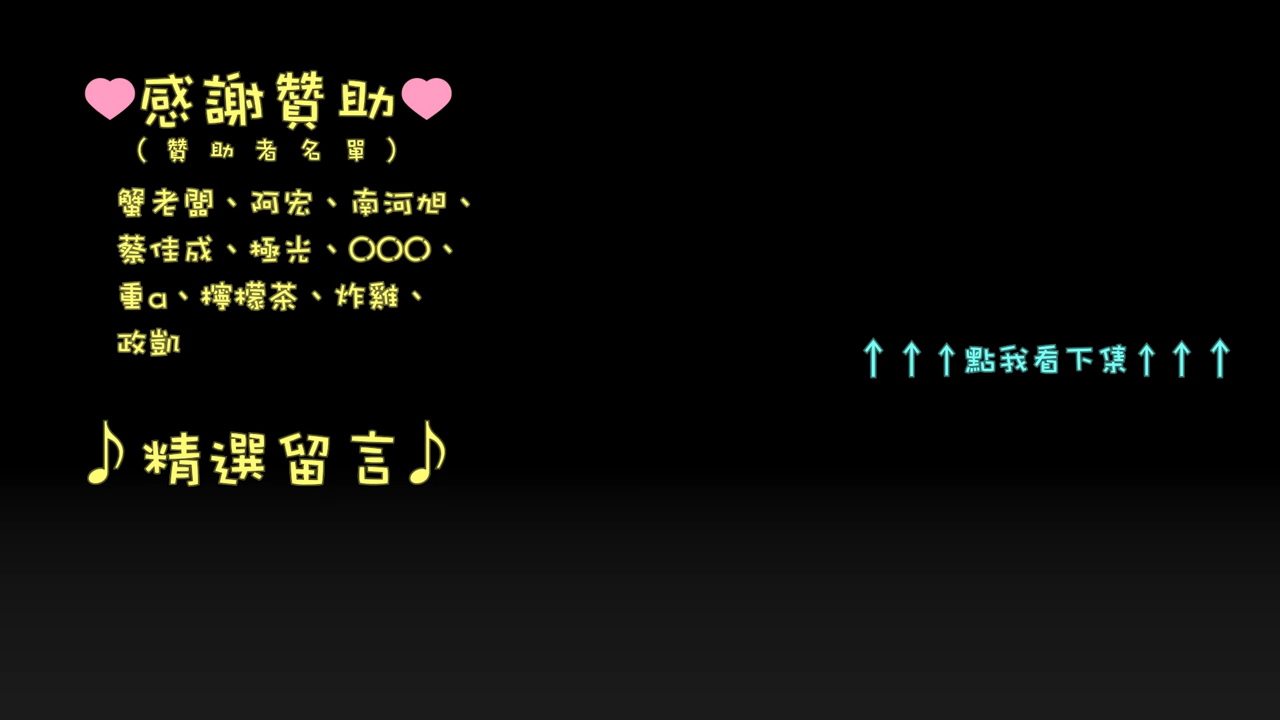 感謝贊助
(贊助者名單)
蟹老闆、阿宏、南河旭、
蔡佳成、極光、〇〇〇、
重a、檸檬茶、炸雞、
政凱
↑↑↑點我看下集↑↑↑
♪精選留言♪